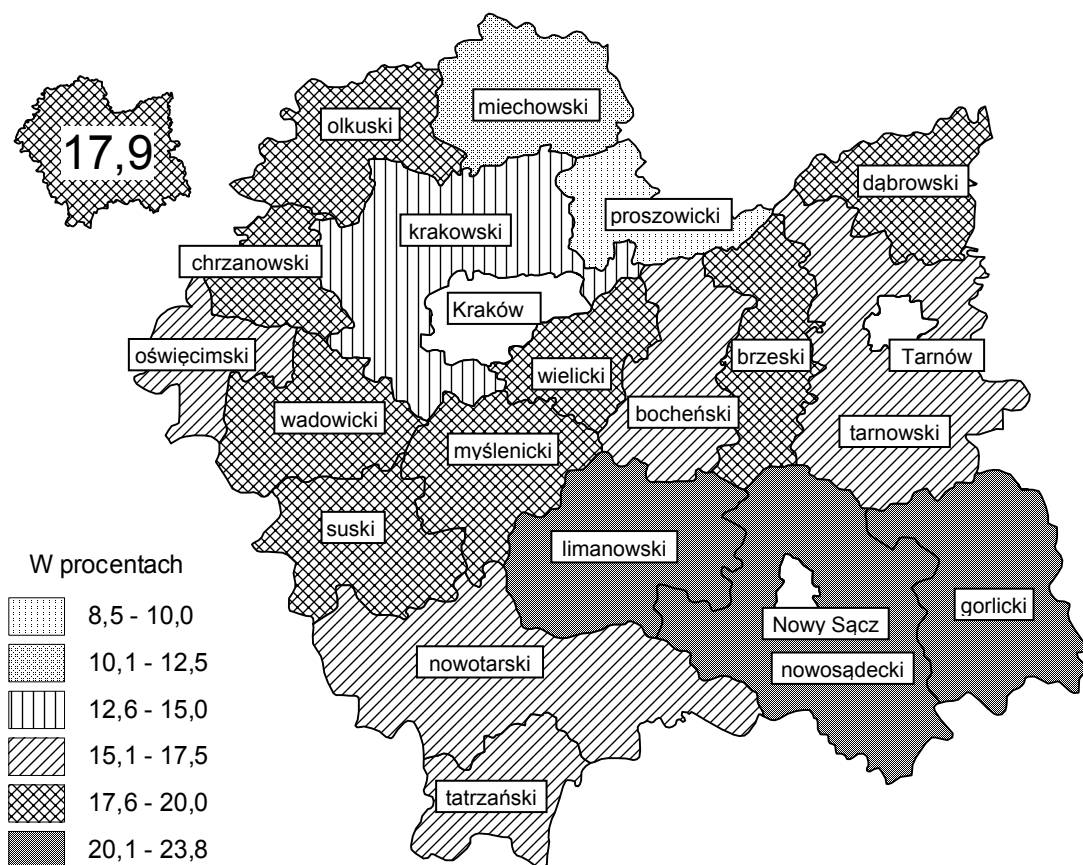 miechowski
olkuski
17,9
dąbrowski
proszowicki
krakowski
chrzanowski
Kraków
oświęcimski
wielicki
brzeski
Tarnów
wadowicki
bocheński
tarnowski
myślenicki
suski
limanowski
W procentach
8,5 - 10,0
10,1 - 12,5
12,6 - 15,0
15,1 - 17,5
17,6 - 20,0
20,1 - 23,8
gorlicki
Nowy Sącz
nowotarski
nowosądecki
tatrzański